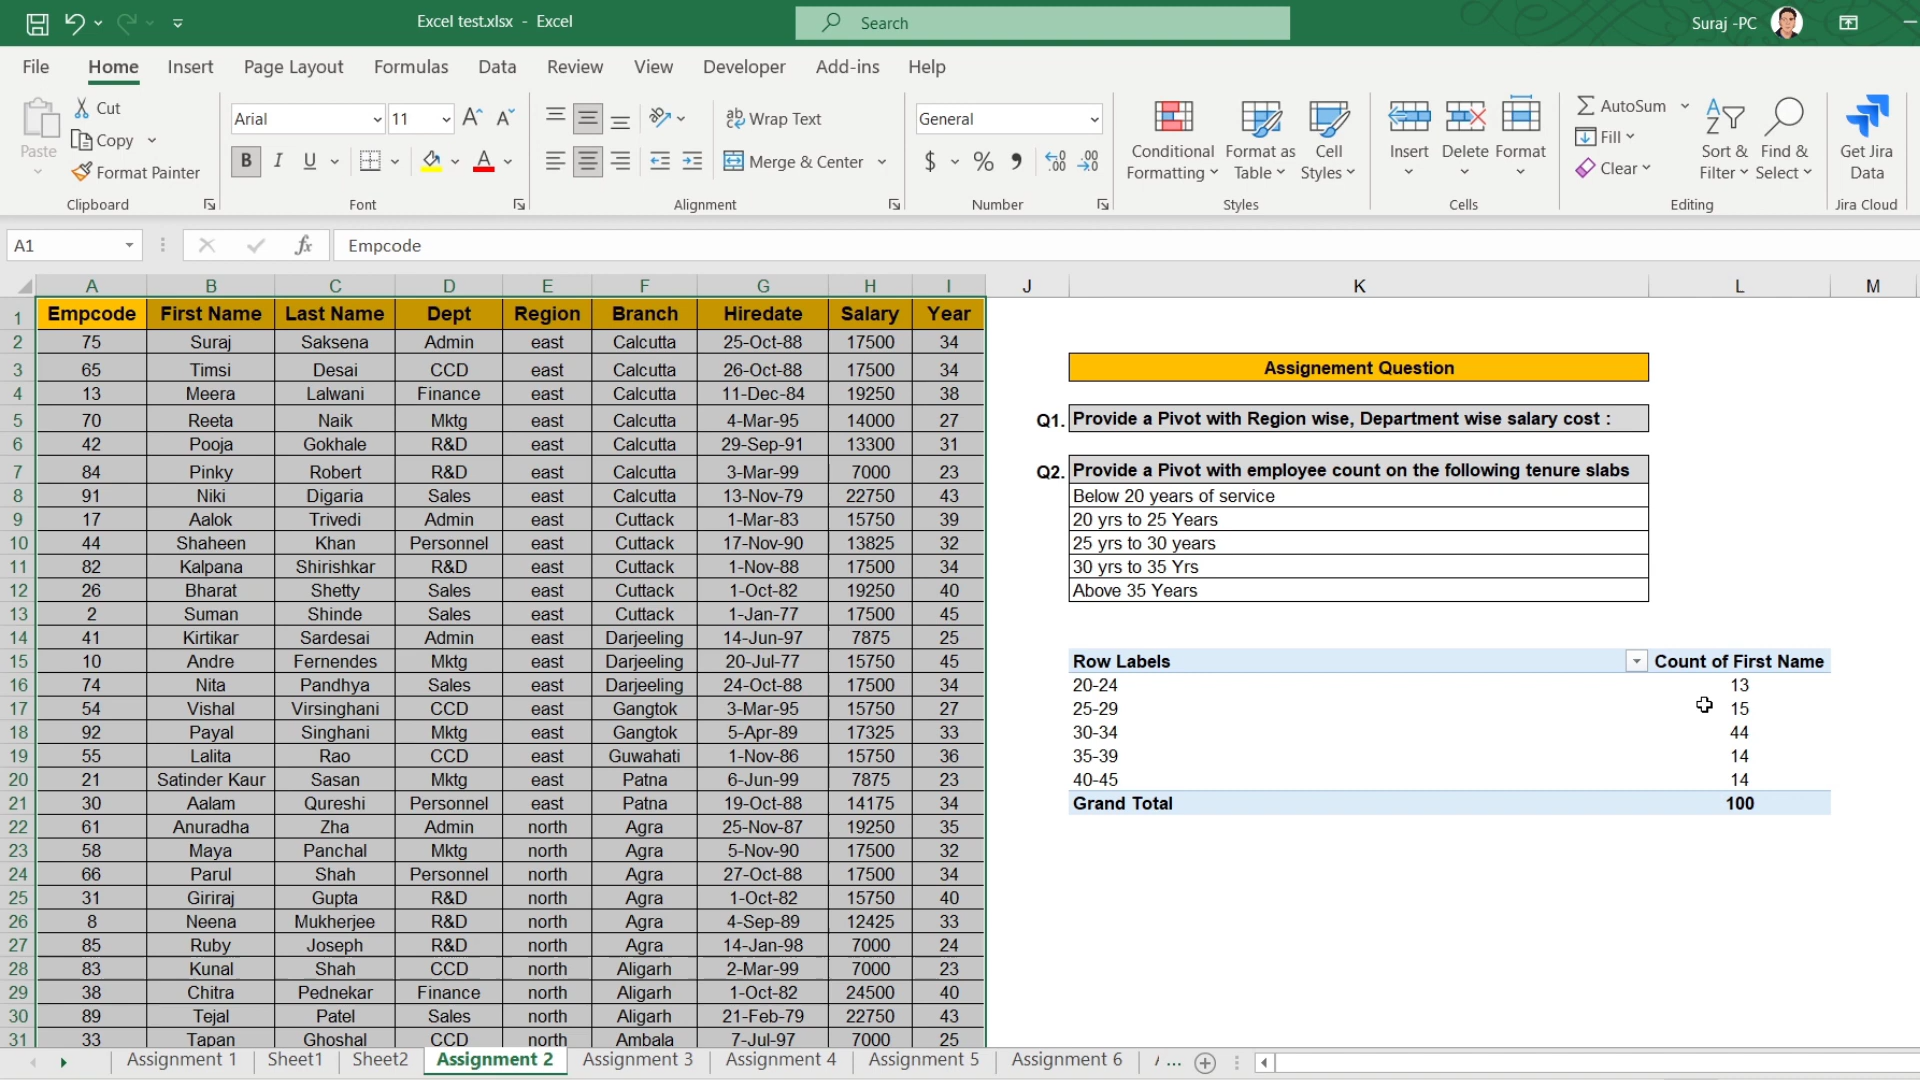 Excel test.xlsx - Excel
Search
Suraj -PC
File Home Insert Page Layout Formulas Data Review View Developer Add-ins Help
Paste
Cut
Copy
Format Painter
Clipboard
Arial 11
B I U
Font
Wrap Text
Merge & Center
Alignment
General
$ % ,
Number
Conditional Formatting
Format as Table
Cell Styles
Styles
Insert Delete Format
Cells
AutoSum
Fill
Clear
Sort & Filter
Find & Select
Editing
Get Jira Data
Jira Cloud
A1 fx Empcode
A B C D E F G H I J K L M
1 Empcode First Name Last Name Dept Region Branch Hiredate Salary Year
2 75 Suraj Saksena Admin east Calcutta 25-Oct-88 17500 34
3 65 Timsi Desai CCD east Calcutta 26-Oct-88 17500 34
4 13 Meera Lalwani Finance east Calcutta 11-Dec-84 19250 38
5 70 Reeta Naik Mktg east Calcutta 4-Mar-95 14000 27
6 42 Pooja Gokhale R&D east Calcutta 29-Sep-91 13300 31
7 84 Pinky Robert R&D east Calcutta 3-Mar-99 7000 23
8 91 Niki Digaria Sales east Calcutta 13-Nov-79 22750 43
9 17 Aalok Trivedi Admin east Cuttack 1-Mar-83 15750 39
10 44 Shaheen Khan Personnel east Cuttack 17-Nov-90 13825 32
11 82 Kalpana Shirishkar R&D east Cuttack 1-Nov-88 17500 34
12 26 Bharat Shetty Sales east Cuttack 1-Oct-82 19250 40
13 2 Suman Shinde Sales east Cuttack 1-Jan-77 17500 45
14 41 Kirtikar Sardesai Admin east Darjeeling 14-Jun-97 7875 25
15 10 Andre Fernendes Mktg east Darjeeling 20-Jul-77 15750 45
16 74 Nita Pandhya Sales east Darjeeling 24-Oct-88 17500 34
17 54 Vishal Virsinghani CCD east Gangtok 3-Mar-95 15750 27
18 92 Payal Singhani Mktg east Gangtok 5-Apr-89 17325 33
19 55 Lalita Rao CCD east Guwahati 1-Nov-86 15750 36
20 21 Satinder Kaur Sasan Mktg east Patna 6-Jun-99 7875 23
21 30 Aalam Qureshi Personnel east Patna 19-Oct-88 14175 34
22 61 Anuradha Zha Admin north Agra 25-Nov-87 19250 35
23 58 Maya Panchal Mktg north Agra 5-Nov-90 17500 32
24 66 Parul Shah Personnel north Agra 27-Oct-88 17500 34
25 31 Giriraj Gupta R&D north Agra 1-Oct-82 15750 40
26 8 Neena Mukherjee R&D north Agra 4-Sep-89 12425 33
27 85 Ruby Joseph R&D north Agra 14-Jan-98 7000 24
28 83 Kunal Shah CCD north Aligarh 2-Mar-99 7000 23
29 38 Chitra Pednekar Finance north Aligarh 1-Oct-82 24500 40
30 89 Tejal Patel Sales north Aligarh 21-Feb-79 22750 43
31 33 Tapan Ghoshal CCD north Ambala 7-Jul-97 7000 25
Assignement Question
Q1. Provide a Pivot with Region wise, Department wise salary cost :
Q2. Provide a Pivot with employee count on the following tenure slabs
Below 20 years of service
20 yrs to 25 Years
25 yrs to 30 years
30 yrs to 35 Yrs
Above 35 Years
Row Labels Count of First Name
20-24 13
25-29 15
30-34 44
35-39 14
40-45 14
Grand Total 100
Assignment 1 Sheet1 Sheet2 Assignment 2 Assignment 3 Assignment 4 Assignment 5 Assignment 6 ...